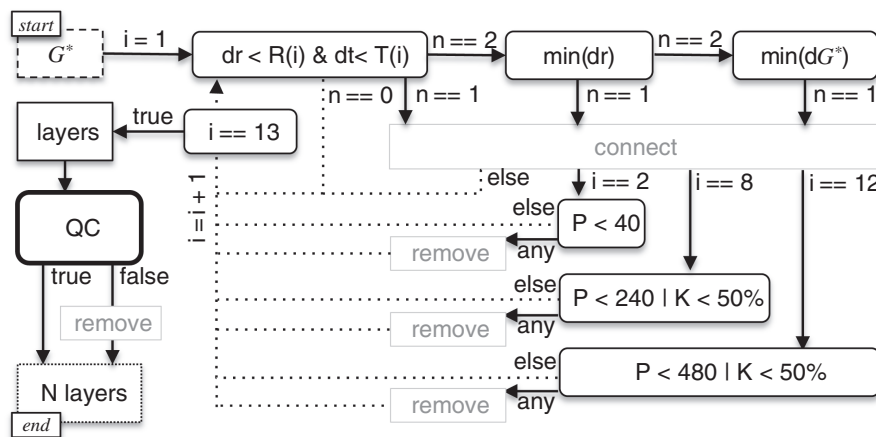 start
G*
i = 1
dr < R(i) & dt< T(i)
n == 2
min(dr)
n == 2
min(dG*)
n == 0
n == 1
n == 1
n == 1
layers
true
i == 13
connect
else
i == 2
i == 8
i == 12
i = i + 1
QC
else
P < 40
remove
any
true
false
else
P < 240 | K < 50%
remove
remove
any
else
P < 480 | K < 50%
N layers
remove
any
end